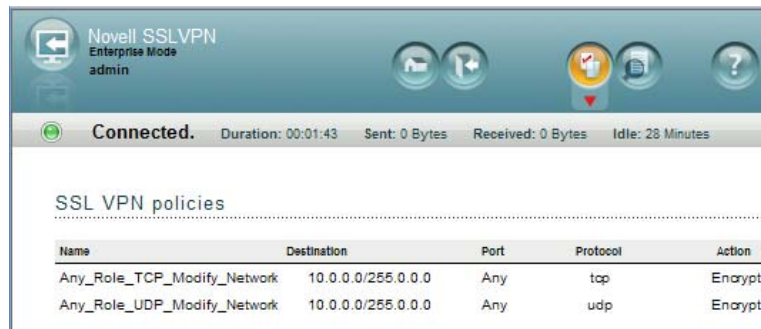 Novell SSLVPN
Enterprise Mode
admin
?
Connected. Duration: 00:01:43 Sent: 0 Bytes Received: 0 Bytes Idle: 28 Minutes
SSL VPN policies
Name Destination Port Protocol Action
Any_Role_TCP_Modify_Network 10.0.0.0/255.0.0.0 Any tcp Encrypt
Any_Role_UDP_Modify_Network 10.0.0.0/255.0.0.0 Any udp Encrypt